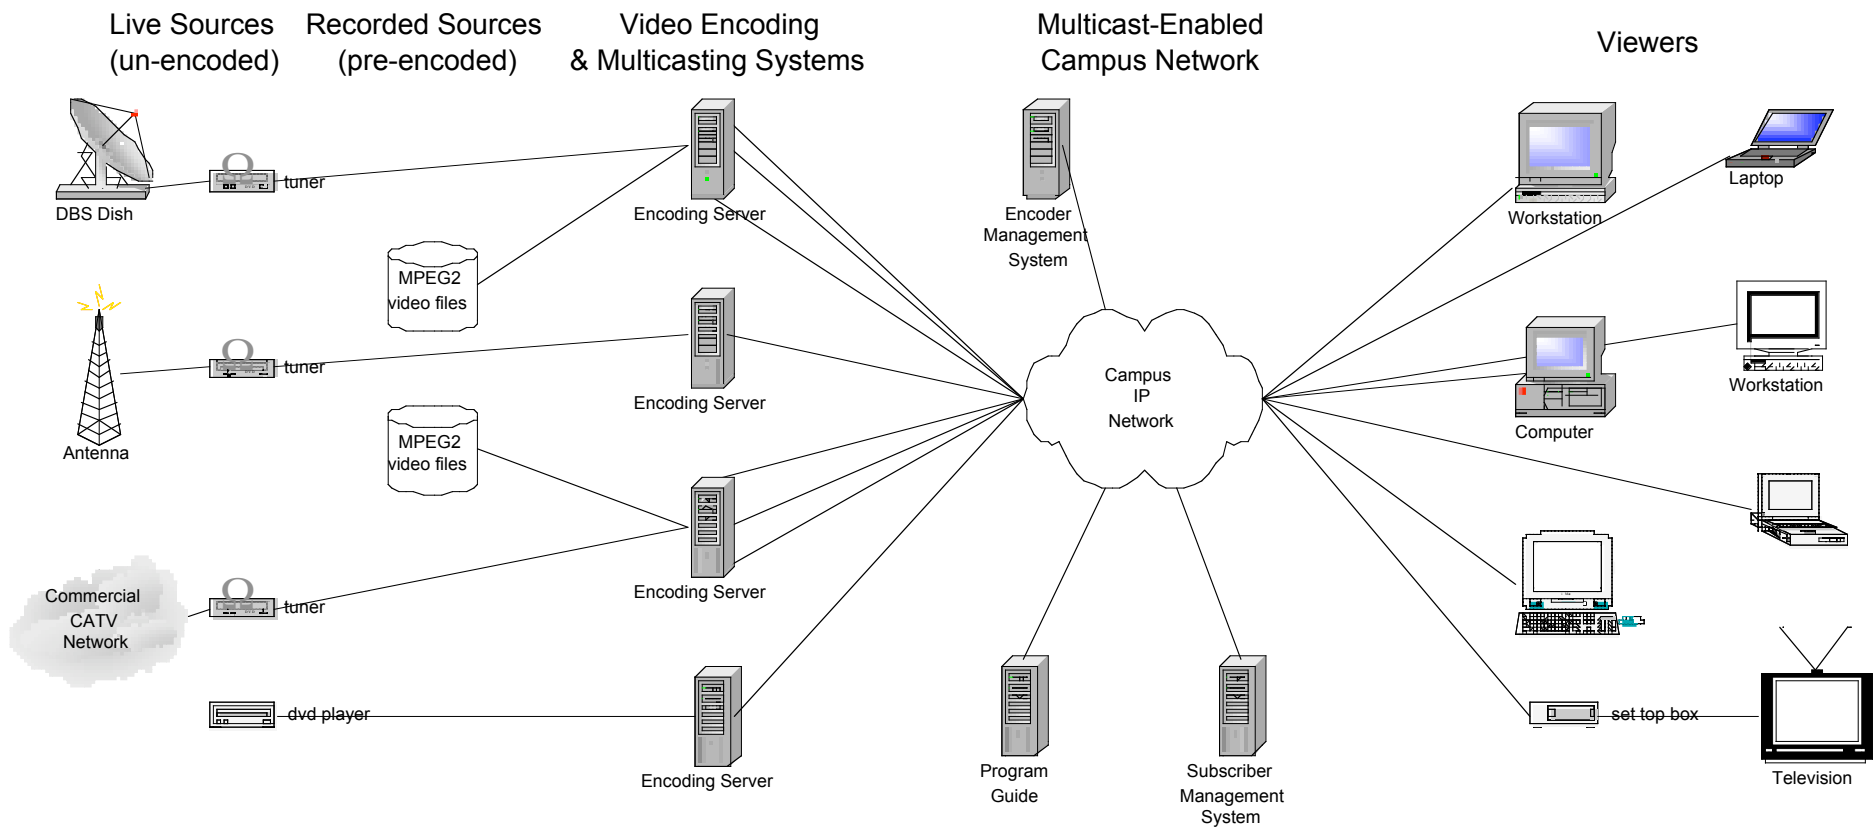 Live Sources
(un-encoded)
Recorded Sources
(pre-encoded)
Video Encoding
& Multicasting Systems
Multicast-Enabled
Campus Network
Viewers
DBS Dish
tuner
Encoding Server
Encoder
Management
System
Workstation
Laptop
MPEG2
video files
Antenna
tuner
Encoding Server
Campus
IP
Network
Computer
Workstation
MPEG2
video files
Commercial
CATV
Network
tuner
Encoding Server
dvd player
Encoding Server
Program
Guide
Subscriber
Management
System
set top box
Television